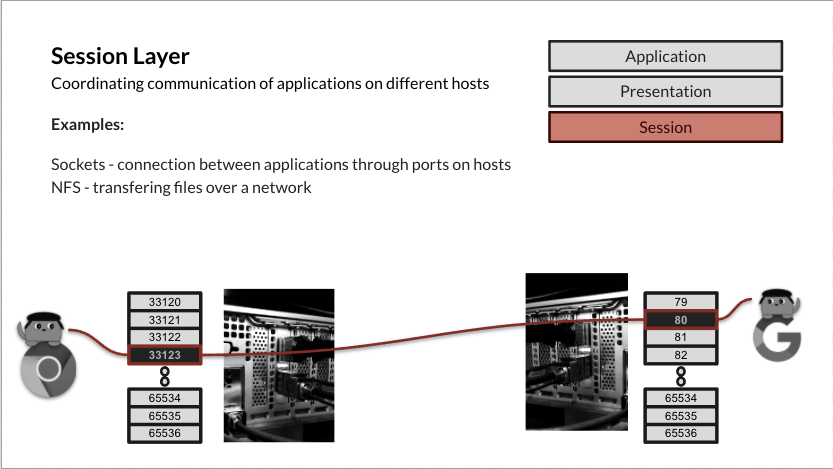 Session Layer
Coordinating communication of applications on different hosts
Examples:
Sockets - connection between applications through ports on hosts
NFS - transfering files over a network
Application
Presentation
Session
33120
33121
33122
33123
65534
65535
65536
79
80
81
82
65534
65535
65536